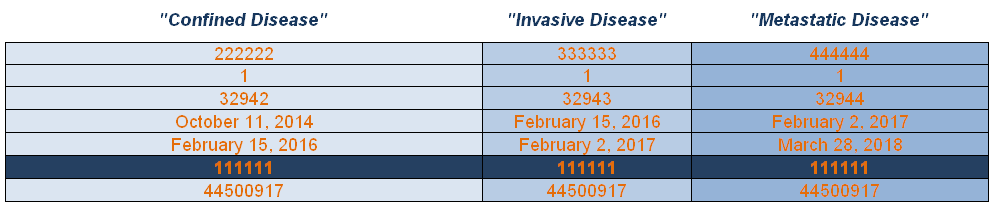 "Confined Disease" "Invasive Disease" "Metastatic Disease"
222222 333333 444444
1 1 1
32942 32943 32944
October 11, 2014 February 15, 2016 February 2, 2017
February 15, 2016 February 2, 2017 March 28, 2018
111111 111111 111111
44500917 44500917 44500917